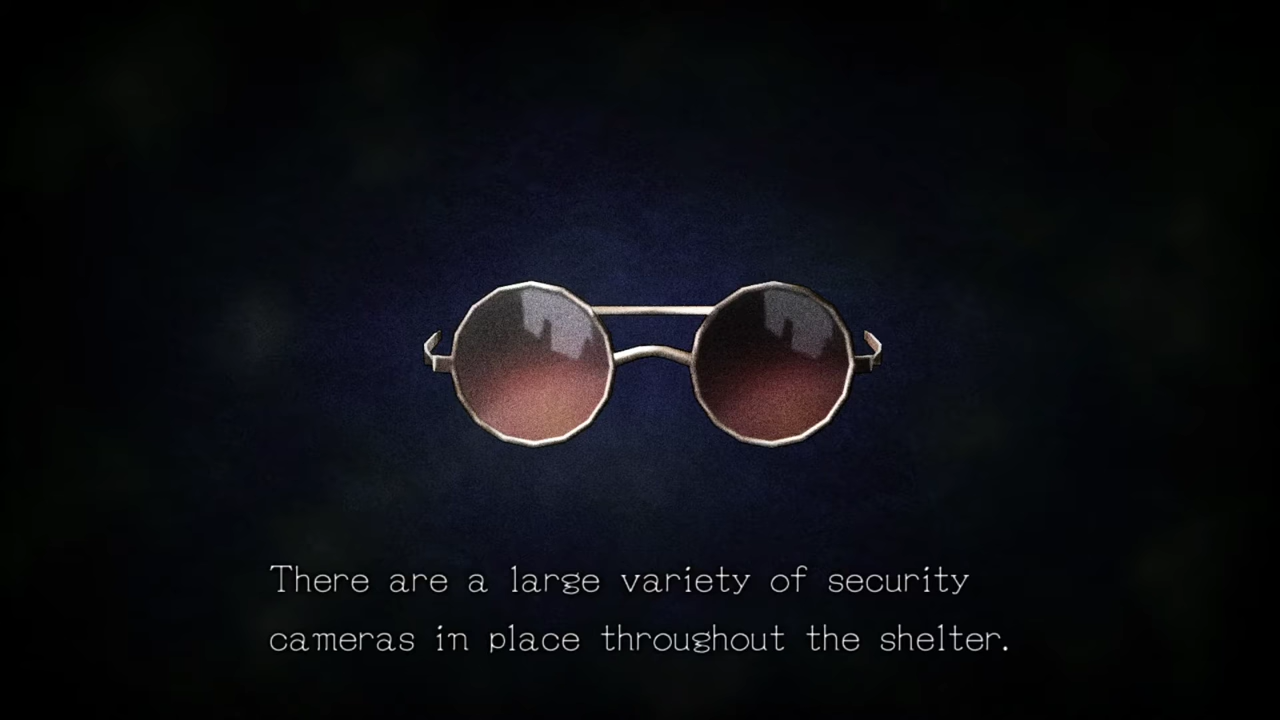 There are a large variety of security
cameras in place throughout the shelter.